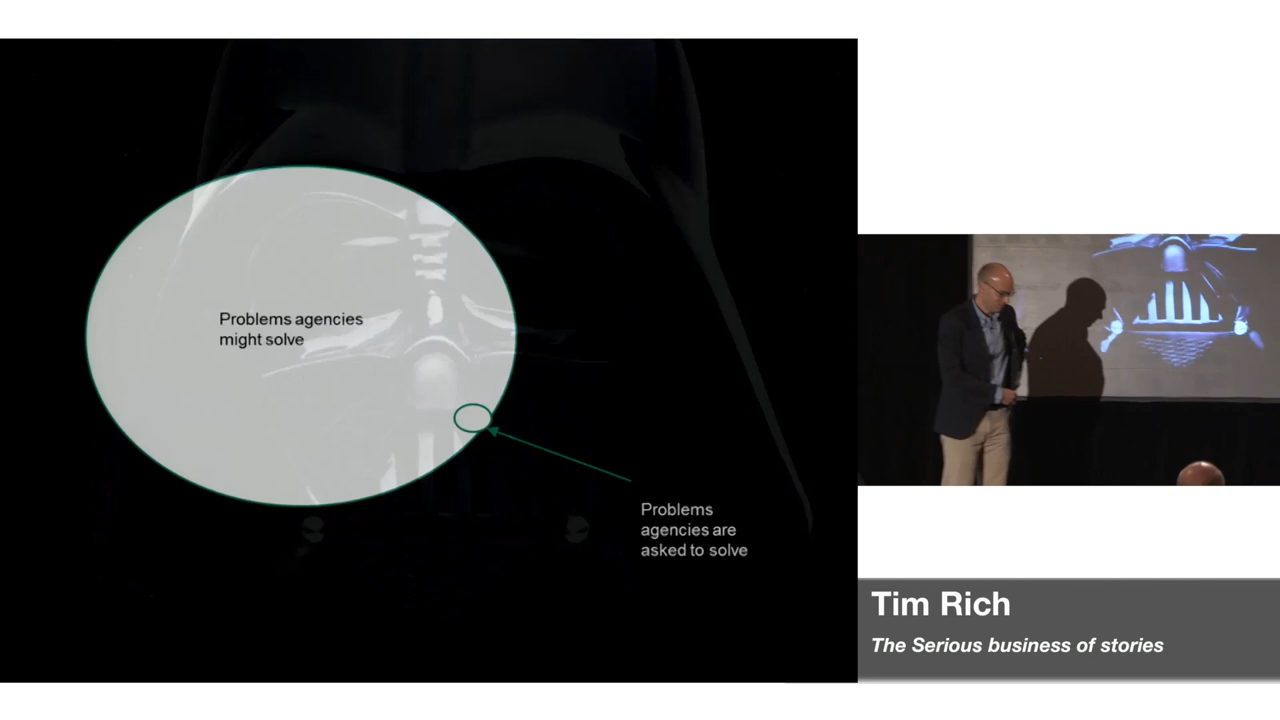 Problems agencies
might solve
Problems
agencies are
asked to solve
Tim Rich
The Serious business of stories